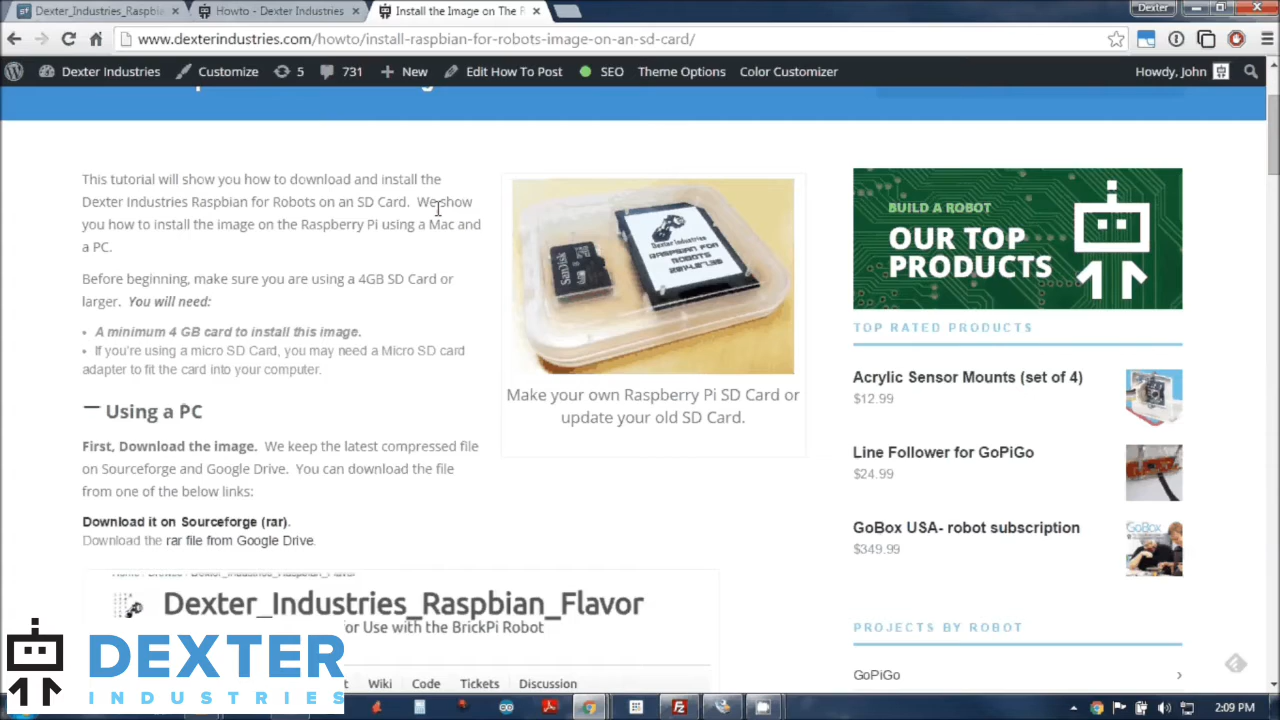 Dexter_Industries_Raspbi
Howto - Dexter Industries
Install the Image on The R
Dexter
www.dexterindustries.com/howto/install-raspbian-for-robots-image-on-an-sd-card/
Dexter Industries
Customize
5
731
New
Edit How To Post
SEO
Theme Options
Color Customizer
Howdy, John
This tutorial will show you how to download and install the
Dexter Industries Raspbian for Robots on an SD Card. We show
you how to install the image on the Raspberry Pi using a Mac and
a PC.
Before beginning, make sure you are using a 4GB SD Card or
larger. You will need:
• A minimum 4 GB card to install this image.
• If you're using a micro SD Card, you may need a Micro SD card
adapter to fit the card into your computer.
— Using a PC
First, Download the image. We keep the latest compressed file
on Sourceforge and Google Drive. You can download the file
from one of the below links:
Download it on Sourceforge (rar).
Download the rar file from Google Drive.
SanDisk
Dexter Industries
RASPBIAN FOR
ROBOTS
Make your own Raspberry Pi SD Card or
update your old SD Card.
BUILD A ROBOT
OUR TOP
PRODUCTS
TOP RATED PRODUCTS
Acrylic Sensor Mounts (set of 4)
$12.99
Line Follower for GoPiGo
$24.99
GoBox USA- robot subscription
$349.99
GoBox
PROJECTS BY ROBOT
GoPiGo
Dexter_Industries_Raspbian_Flavor
for Use with the BrickPi Robot
Wiki
Code
Tickets
Discussion
DEXTER
INDUSTRIES
2:09 PM